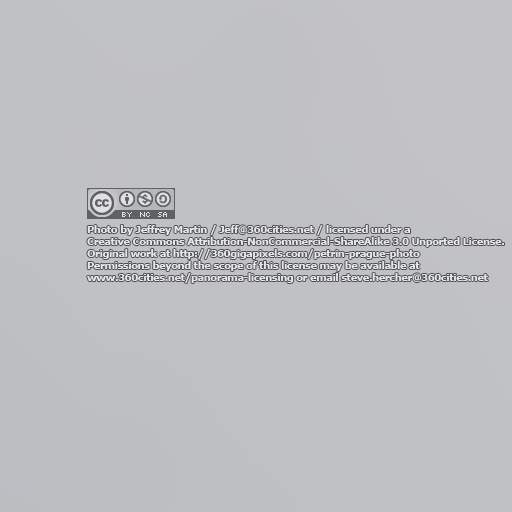 cc
BY NC SA
Photo by Jeffrey Martin / Jeff@360cities.net / licensed under a
Creative Commons Attribution-NonCommercial-ShareAlike 3.0 Unported License.
Original work at http://360gigapixels.com/petrin-prague-photo
Permissions beyond the scope of this license may be available at
www.360cities.net/panorama-licensing or email steve.hercher@360cities.net